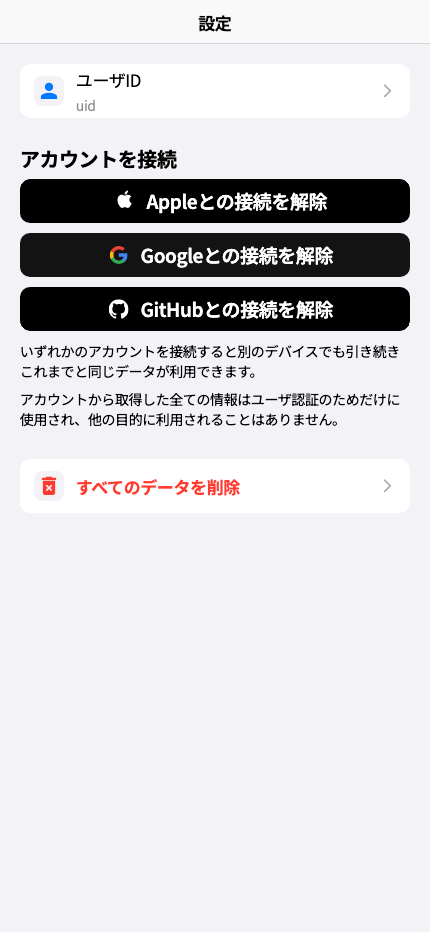 設定
ユーザID
uid
アカウントを接続
Appleとの接続を解除
Googleとの接続を解除
GitHubとの接続を解除
いずれかのアカウントを接続すると別のデバイスでも引き続き
これまでと同じデータが利用できます。
アカウントから取得した全ての情報はユーザ認証のためだけに
使用され、他の目的に利用されることはありません。
すべてのデータを削除